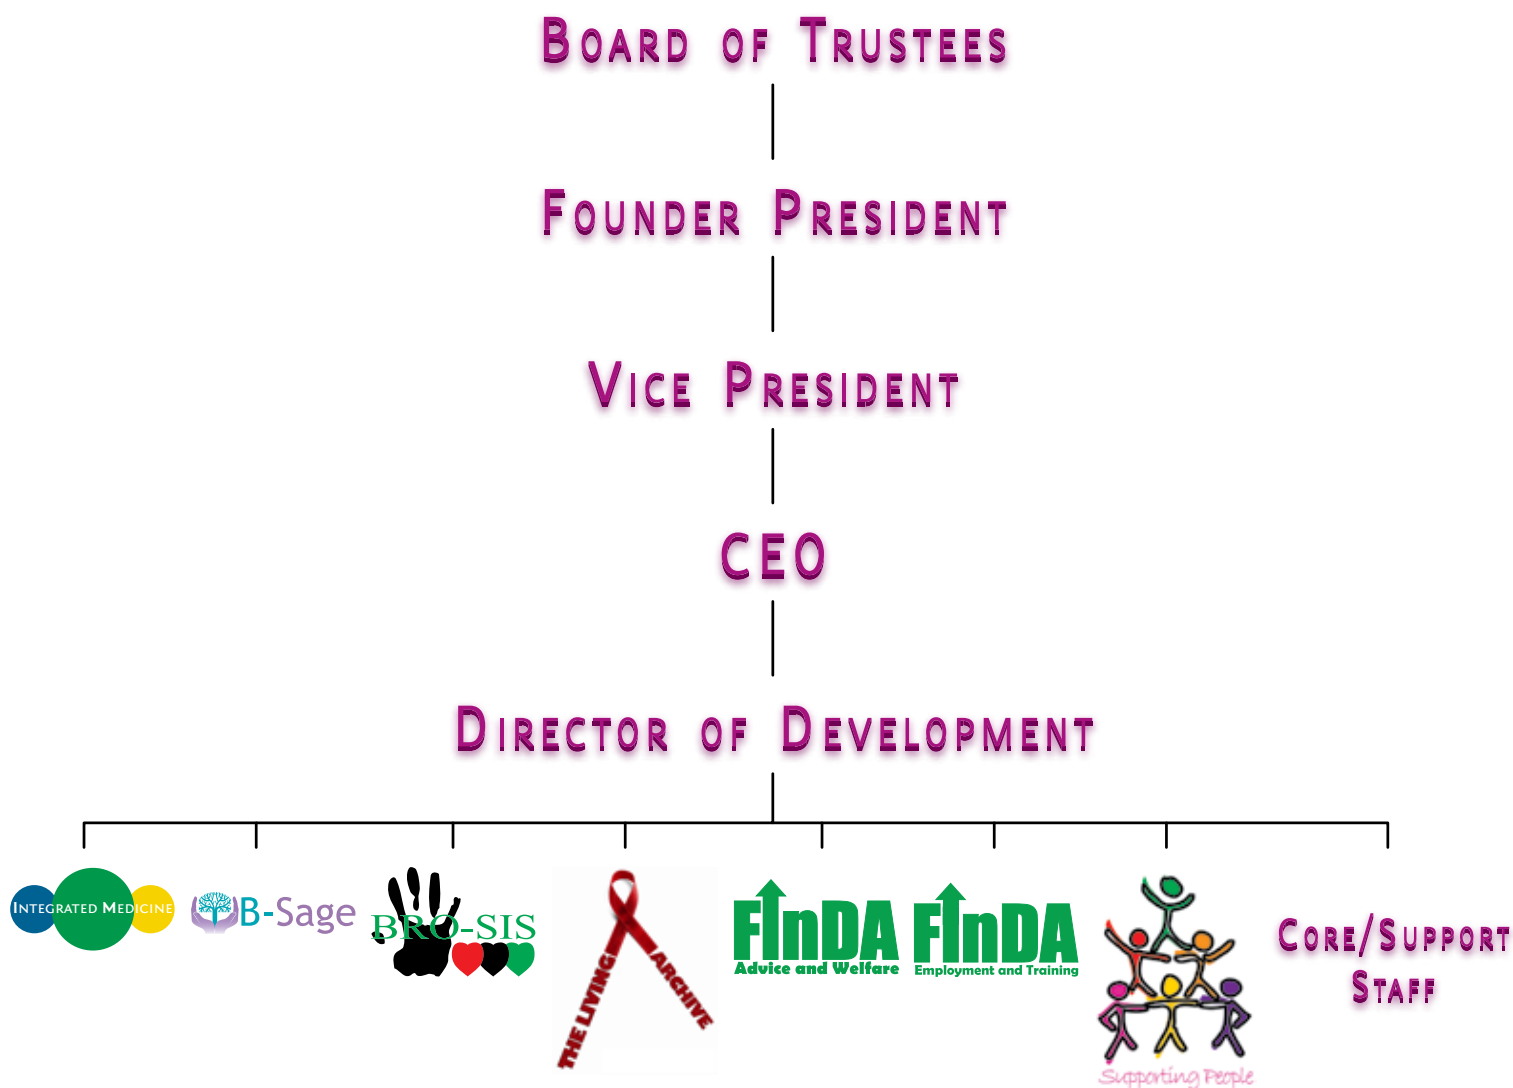 BOARD OF TRUSTEES
FOUNDER PRESIDENT
VICE PRESIDENT
CEO
DIRECTOR OF DEVELOPMENT
INTEGRATED MEDICINE
B-Sage
BRO-SIS
THE LIVING
ARCHIVE
FInDA
Advice and Welfare
FInDA
Employment and Training
Supporting People
CORE/SUPPORT
STAFF